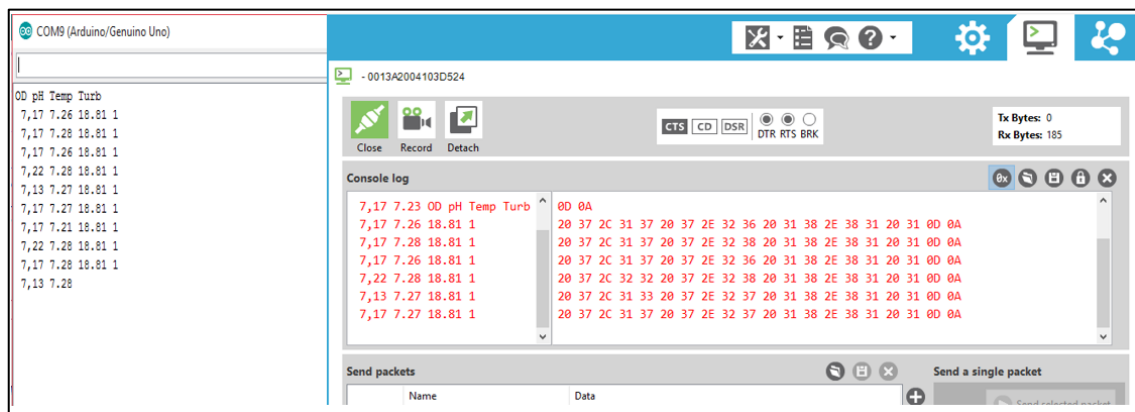 COM9 (Arduino/Genuino Uno)
OD pH Temp Turb
7,17 7.26 18.81 1
7,17 7.28 18.81 1
7,17 7.26 18.81 1
7,22 7.28 18.81 1
7,13 7.27 18.81 1
7,17 7.27 18.81 1
7,17 7.21 18.81 1
7,22 7.28 18.81 1
7,17 7.28 18.81 1
7,13 7.28
- 0013A2004103D524
Close Record Detach
CTS CD DSR DTR RTS BRK
Tx Bytes: 0
Rx Bytes: 185
Console log
0x
7,17 7.23 OD pH Temp Turb 0D 0A
7,17 7.26 18.81 1 20 37 2C 31 37 20 37 2E 32 36 20 31 38 2E 38 31 20 31 0D 0A
7,17 7.28 18.81 1 20 37 2C 31 37 20 37 2E 32 38 20 31 38 2E 38 31 20 31 0D 0A
7,17 7.26 18.81 1 20 37 2C 31 37 20 37 2E 32 36 20 31 38 2E 38 31 20 31 0D 0A
7,22 7.28 18.81 1 20 37 2C 32 32 20 37 2E 32 38 20 31 38 2E 38 31 20 31 0D 0A
7,13 7.27 18.81 1 20 37 2C 31 33 20 37 2E 32 37 20 31 38 2E 38 31 20 31 0D 0A
7,17 7.27 18.81 1 20 37 2C 31 37 20 37 2E 32 37 20 31 38 2E 38 31 20 31 0D 0A
Send packets
Name Data
Send a single packet
Send selected packet